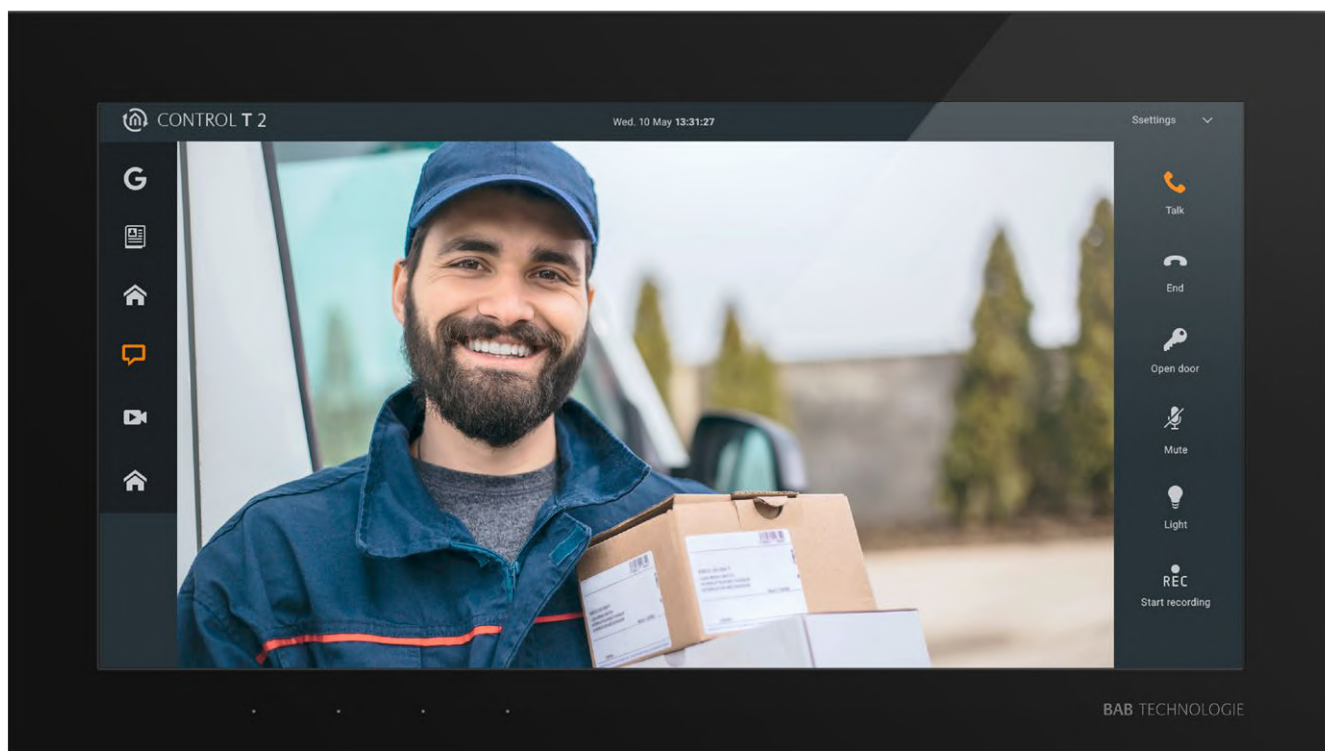 CONTROL T 2
Wed. 10 May 13:31:27
Ssettings
G
Talk
End
Open door
Mute
Light
REC
Start recording
BAB TECHNOLOGIE